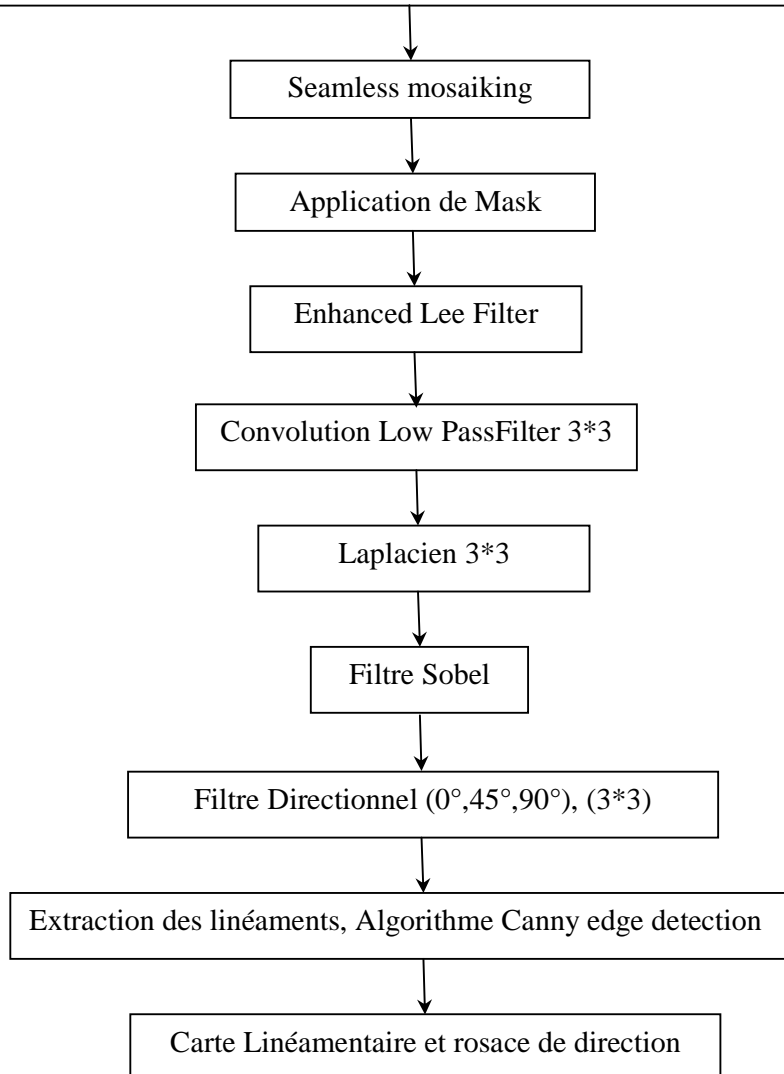 Seamless mosaiking
Application de Mask
Enhanced Lee Filter
Convolution Low PassFilter 3*3
Laplacien 3*3
Filtre Sobel
Filtre Directionnel (0°,45°,90°), (3*3)
Extraction des linéaments, Algorithme Canny edge detection
Carte Linéamentaire et rosace de direction